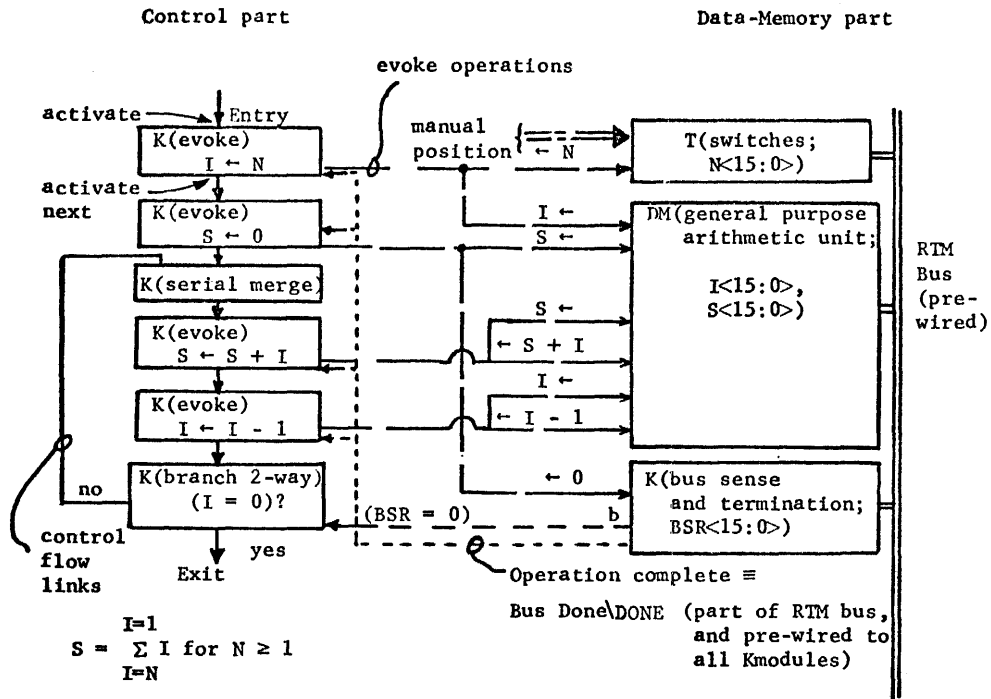 Control part
Data-Memory part
evoke operations
activate
Entry
K(evoke)
I ← N
manual
position
← N
T(switches;
N<15:0>)
activate
next
K(evoke)
S ← 0
I ←
S ←
DM(general purpose
arithmetic unit;
I<15:0>,
S<15:0>)
RTM
Bus
(pre-
wired)
K(serial merge)
K(evoke)
S ← S + I
S ←
← S + I
K(evoke)
I ← I - 1
I ←
← I - 1
K(branch 2-way)
(I = 0)?
no
yes
Exit
← 0
(BSR = 0)
b
K(bus sense
and termination;
BSR<15:0>)
control
flow
links
Operation complete ≡
Bus Done\DONE (part of RTM bus,
and pre-wired to
all Kmodules)
I=1
S = Σ I for N ≥ 1
I=N